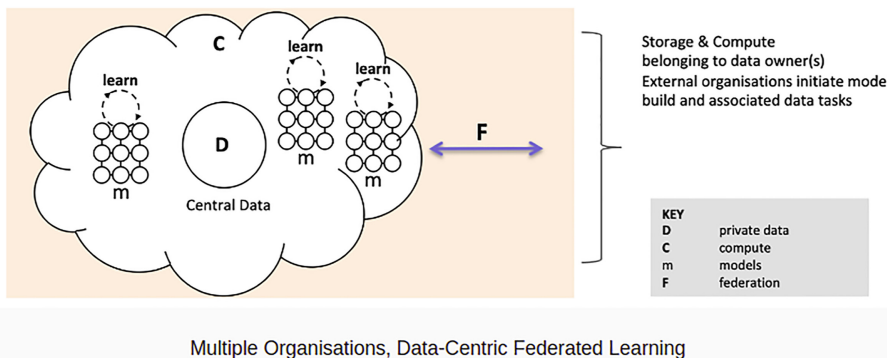 C
learn
learn
learn
D
m
m
m
Central Data
F
Storage & Compute
belonging to data owner(s)
External organisations initiate mode
build and associated data tasks
KEY
D private data
C compute
m models
F federation
Multiple Organisations, Data-Centric Federated Learning